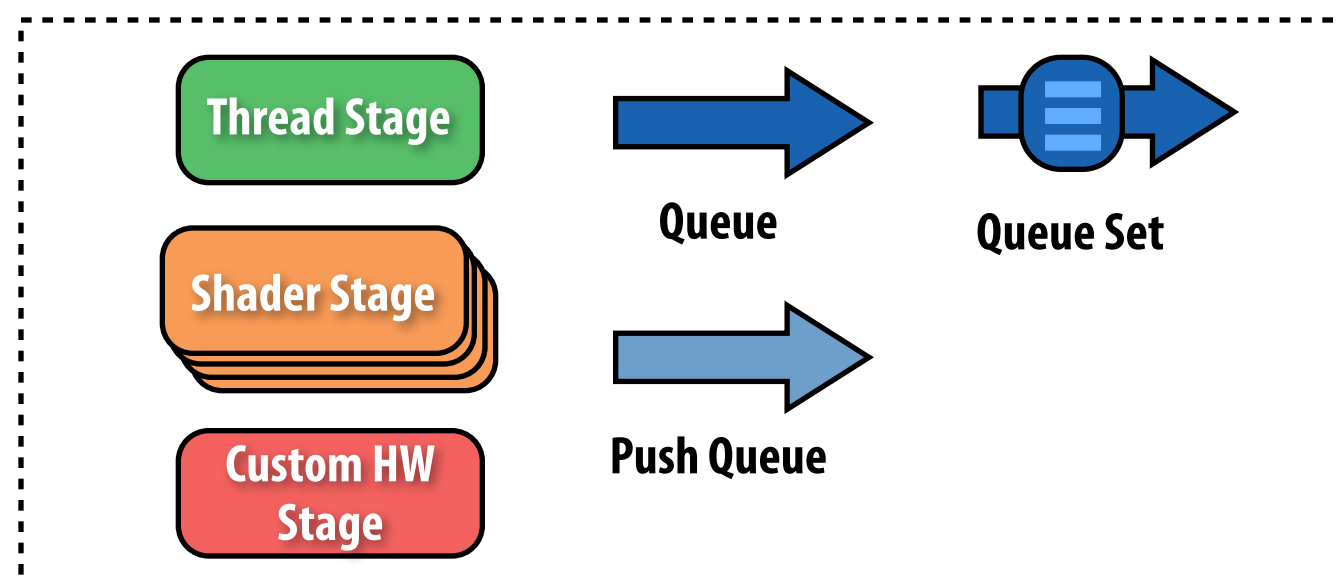 Thread Stage
Queue
Queue Set
Shader Stage
Push Queue
Custom HW
Stage